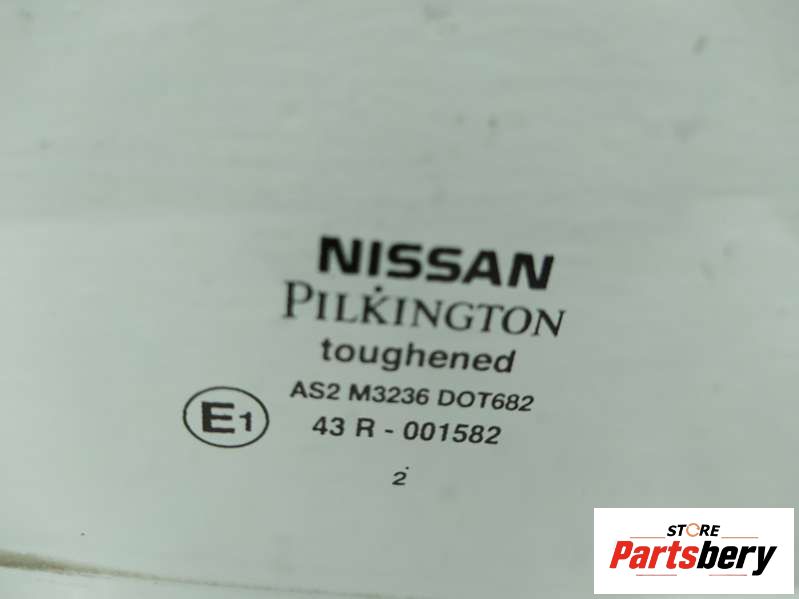 NISSAN
PILKINGTON
toughened
AS2 M3236 DOT682
E1
43 R - 001582
2
STORE
Partsbery